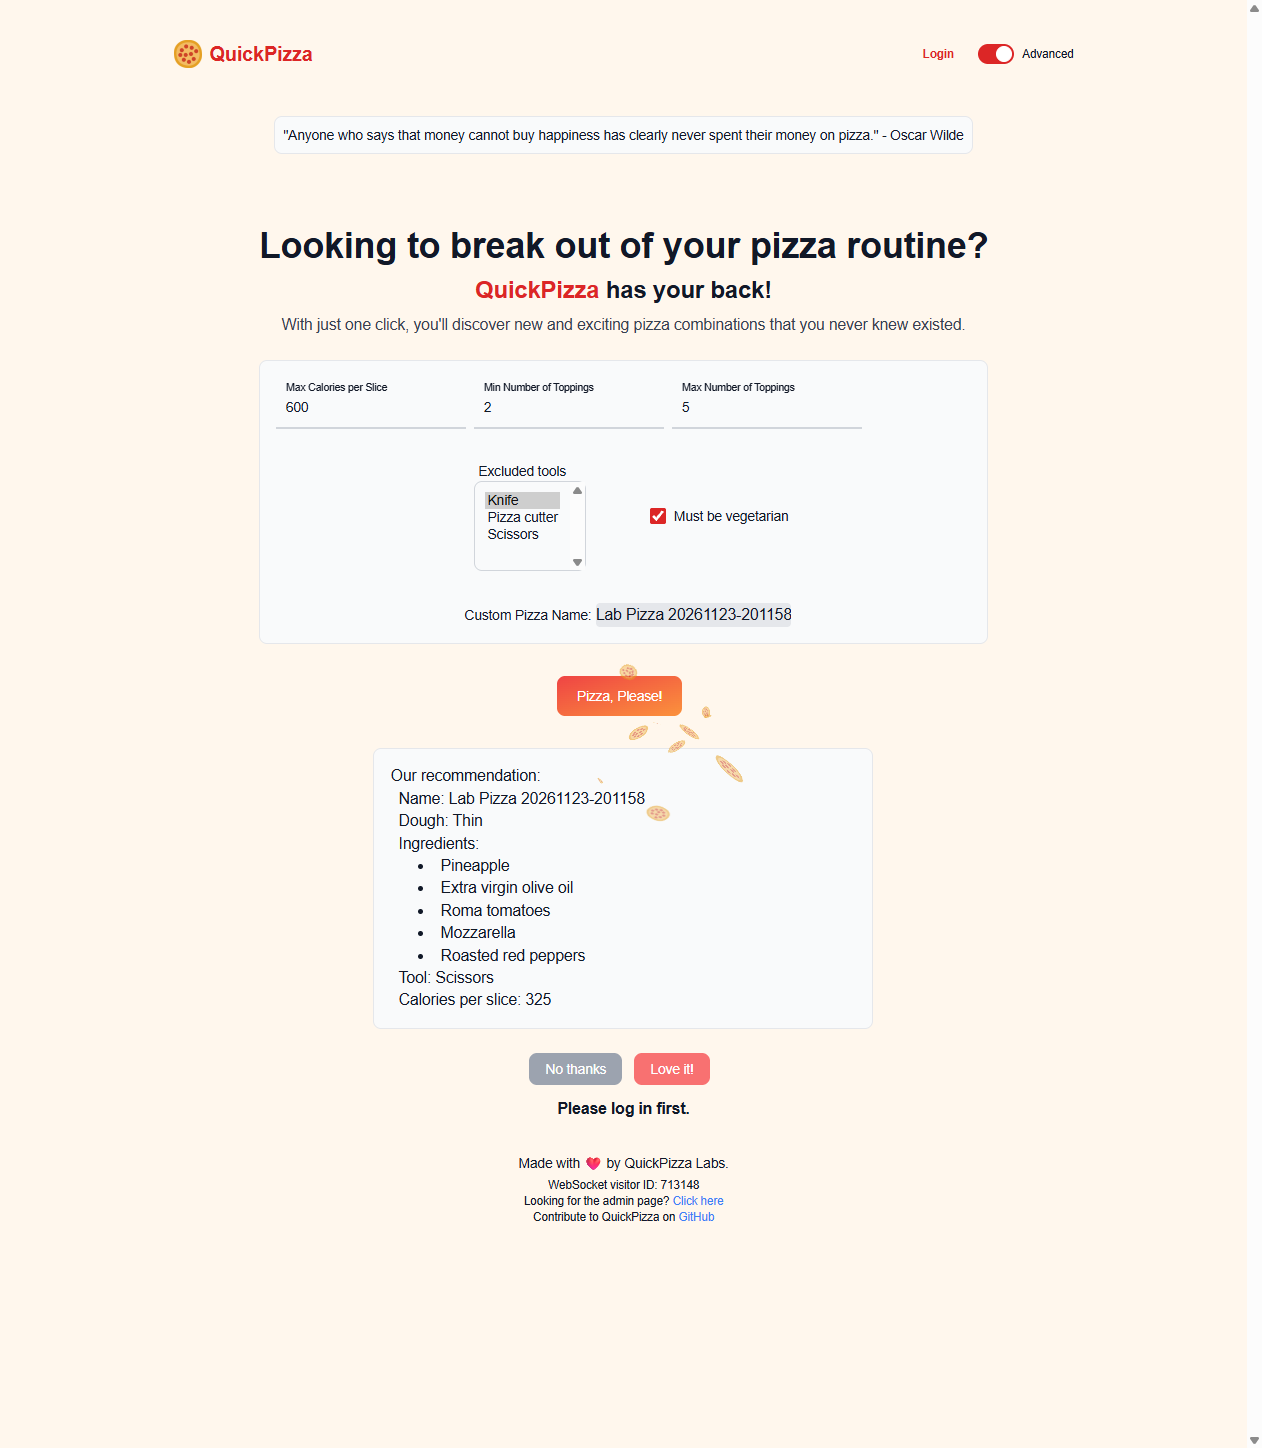 QuickPizza
Login
Advanced
"Anyone who says that money cannot buy happiness has clearly never spent their money on pizza." - Oscar Wilde
Looking to break out of your pizza routine?
QuickPizza has your back!
With just one click, you'll discover new and exciting pizza combinations that you never knew existed.
Max Calories per Slice
600
Min Number of Toppings
2
Max Number of Toppings
5
Excluded tools
Knife
Pizza cutter
Scissors
Must be vegetarian
Custom Pizza Name: Lab Pizza 20261123-201158
Pizza, Please!
Our recommendation:
Name: Lab Pizza 20261123-201158
Dough: Thin
Ingredients:
Pineapple
Extra virgin olive oil
Roma tomatoes
Mozzarella
Roasted red peppers
Tool: Scissors
Calories per slice: 325
No thanks
Love it!
Please log in first.
Made with ❤️ by QuickPizza Labs.
WebSocket visitor ID: 713148
Looking for the admin page? Click here
Contribute to QuickPizza on GitHub